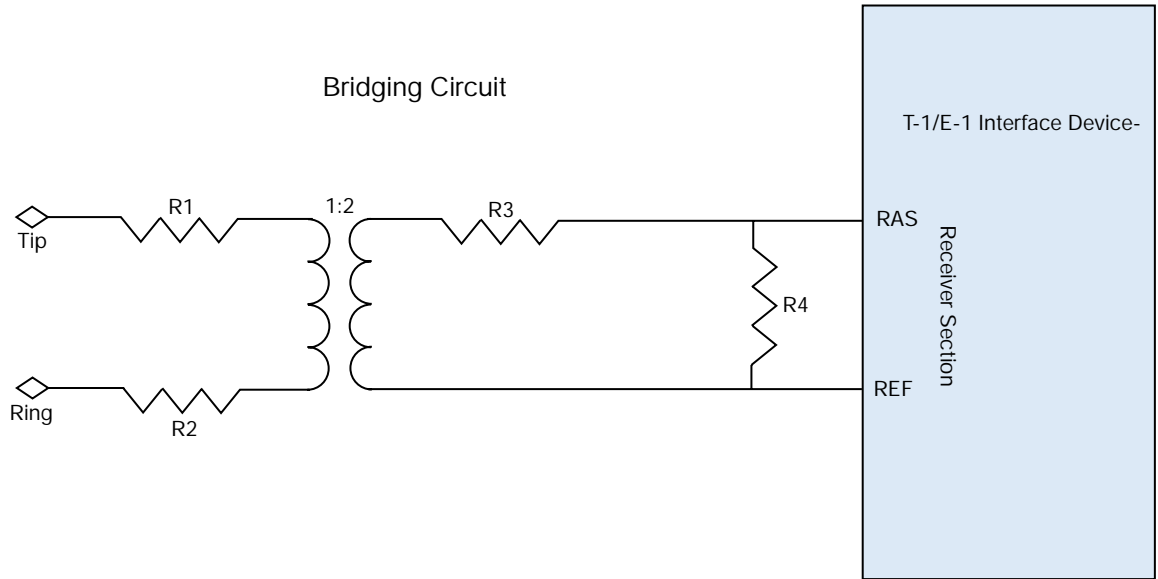 Bridging Circuit
T-1/E-1 Interface Device-
R1
1:2
R3
RAS
Tip
Receiver Section
R4
Ring
R2
REF